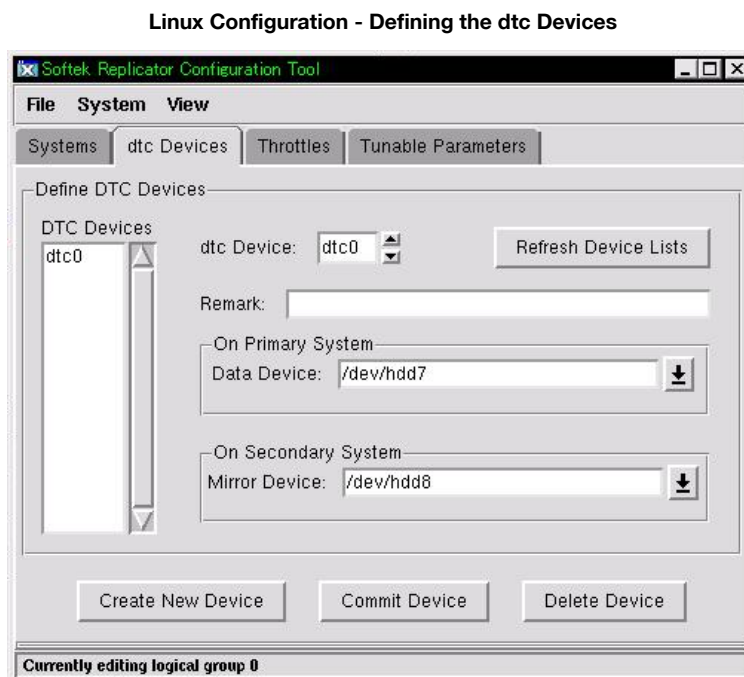 Linux Configuration - Defining the dtc Devices
Softek Replicator Configuration Tool
File System View
Systems dtc Devices Throttles Tunable Parameters
Define DTC Devices
DTC Devices
dtc0
dtc Device: dtc0 Refresh Device Lists
Remark:
On Primary System
Data Device: /dev/hdd7
On Secondary System
Mirror Device: /dev/hdd8
Create New Device Commit Device Delete Device
Currently editing logical group 0